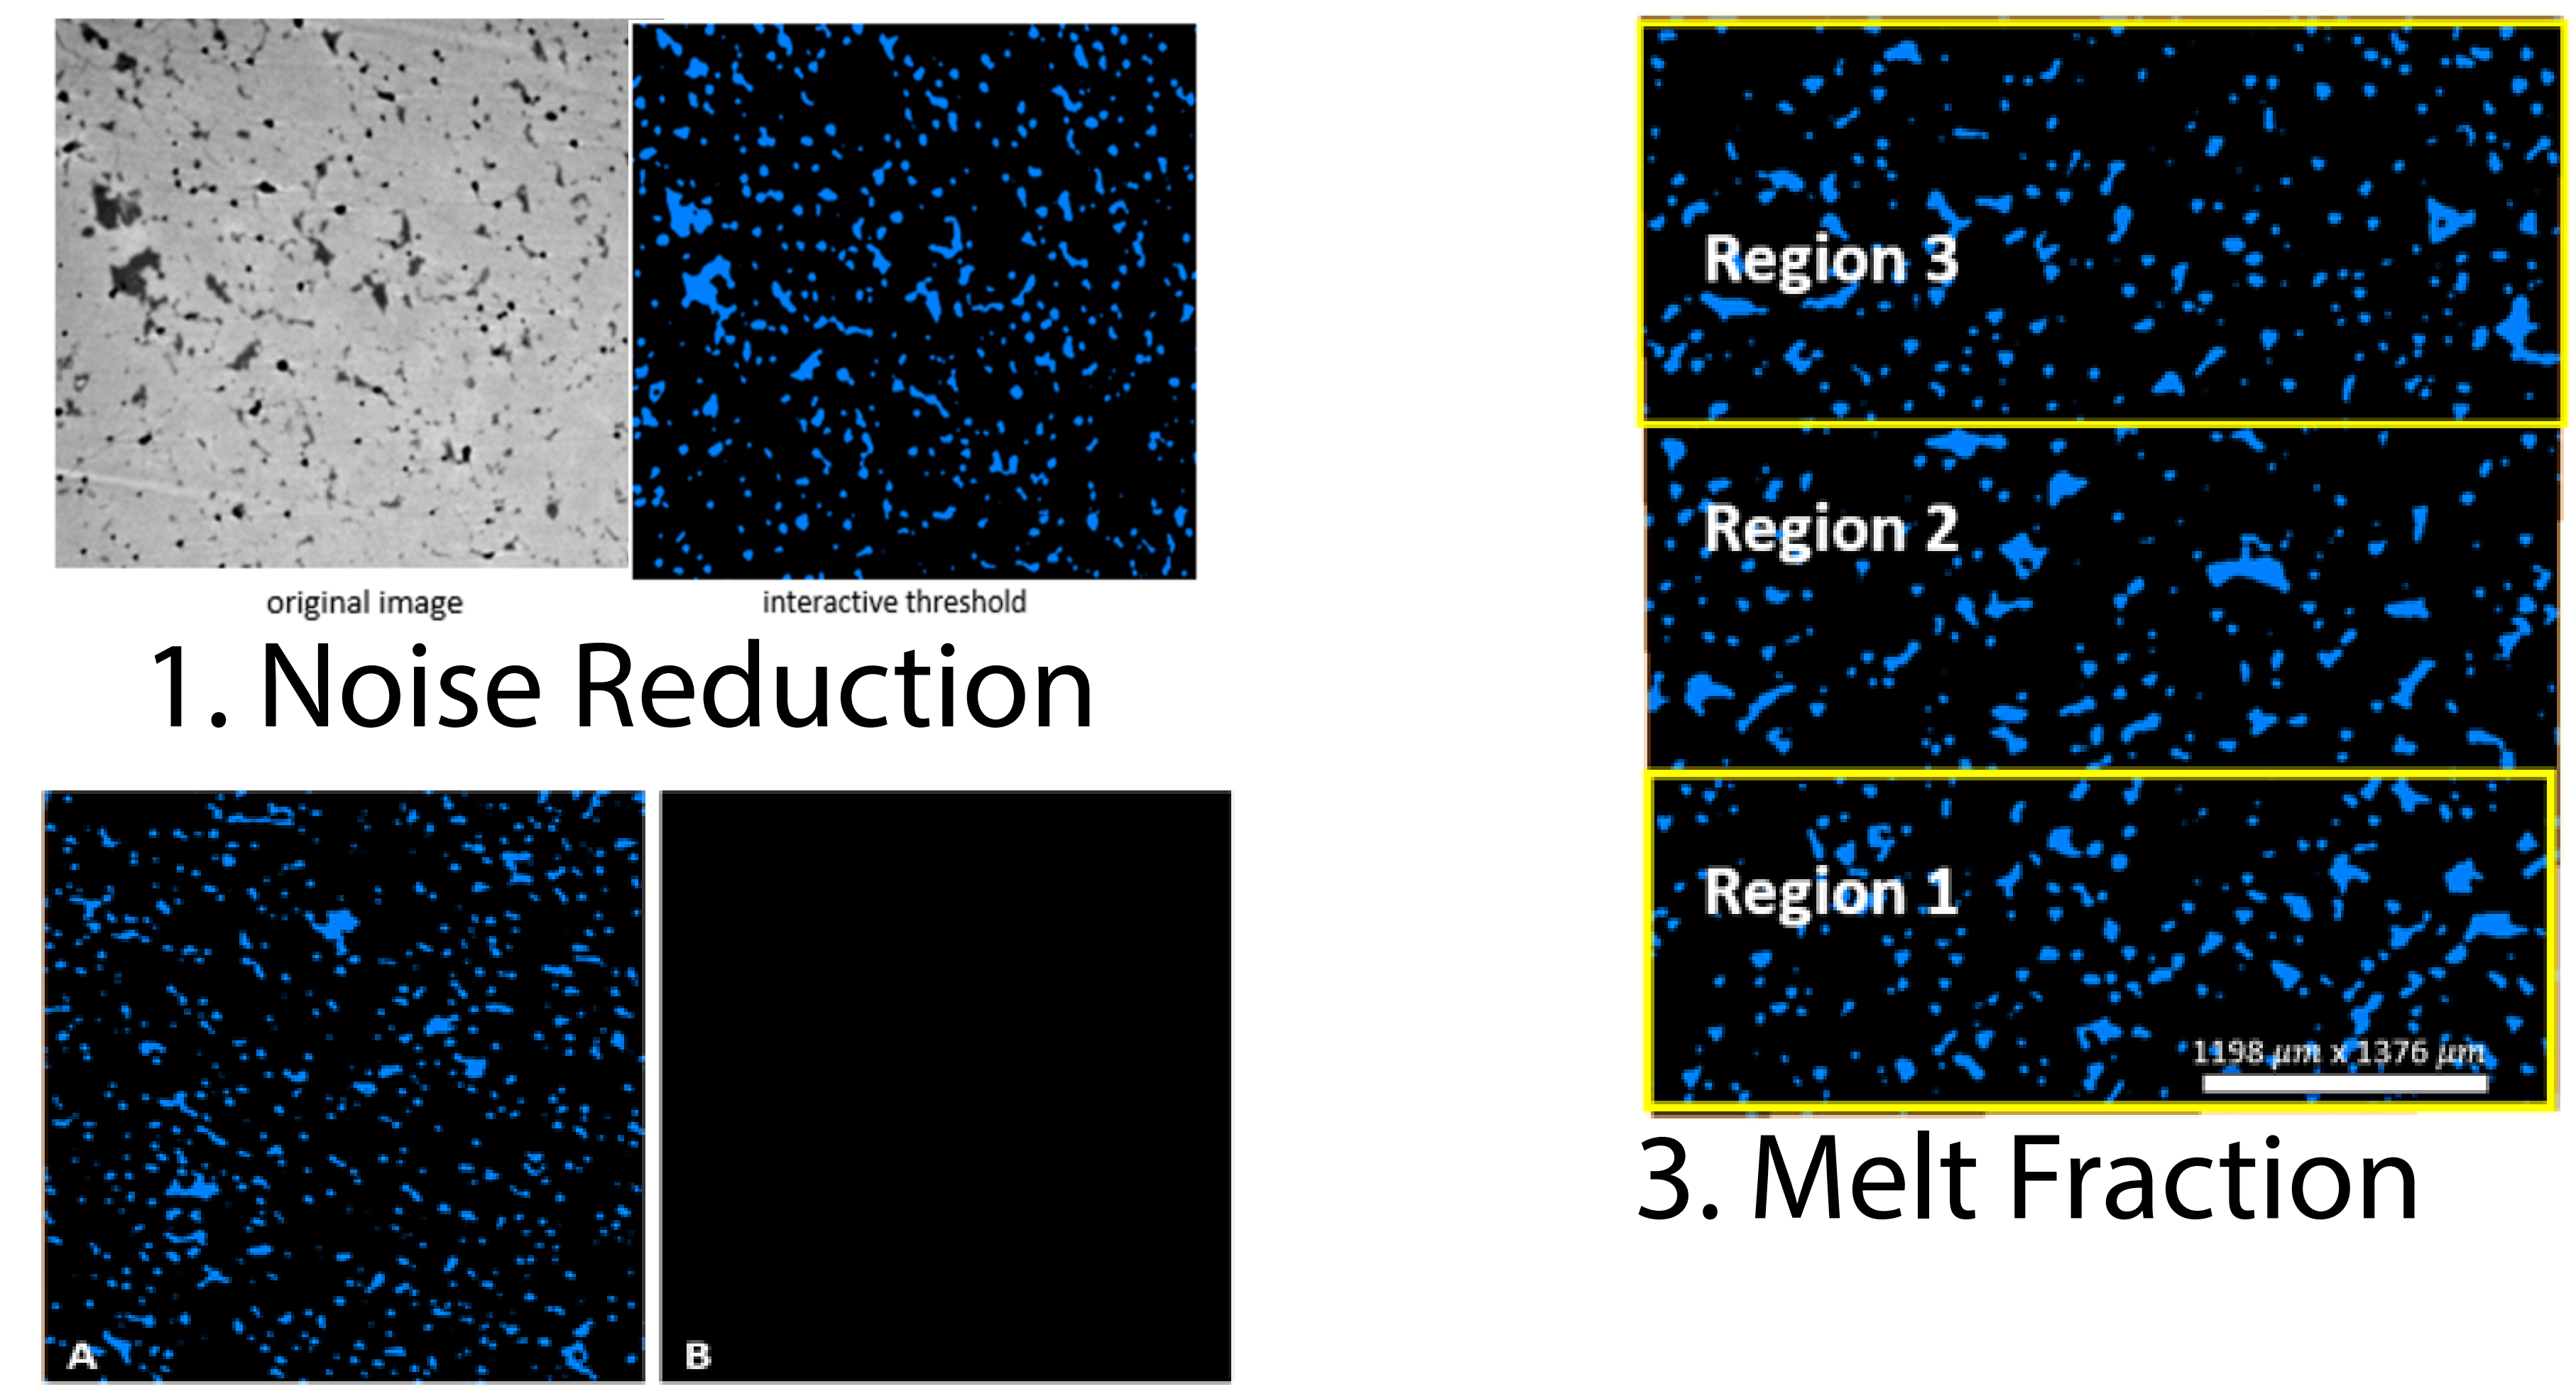 original image
interactive threshold
1. Noise Reduction
A
B
Region 3
Region 2
Region 1
1198 μm x 1376 μm
3. Melt Fraction